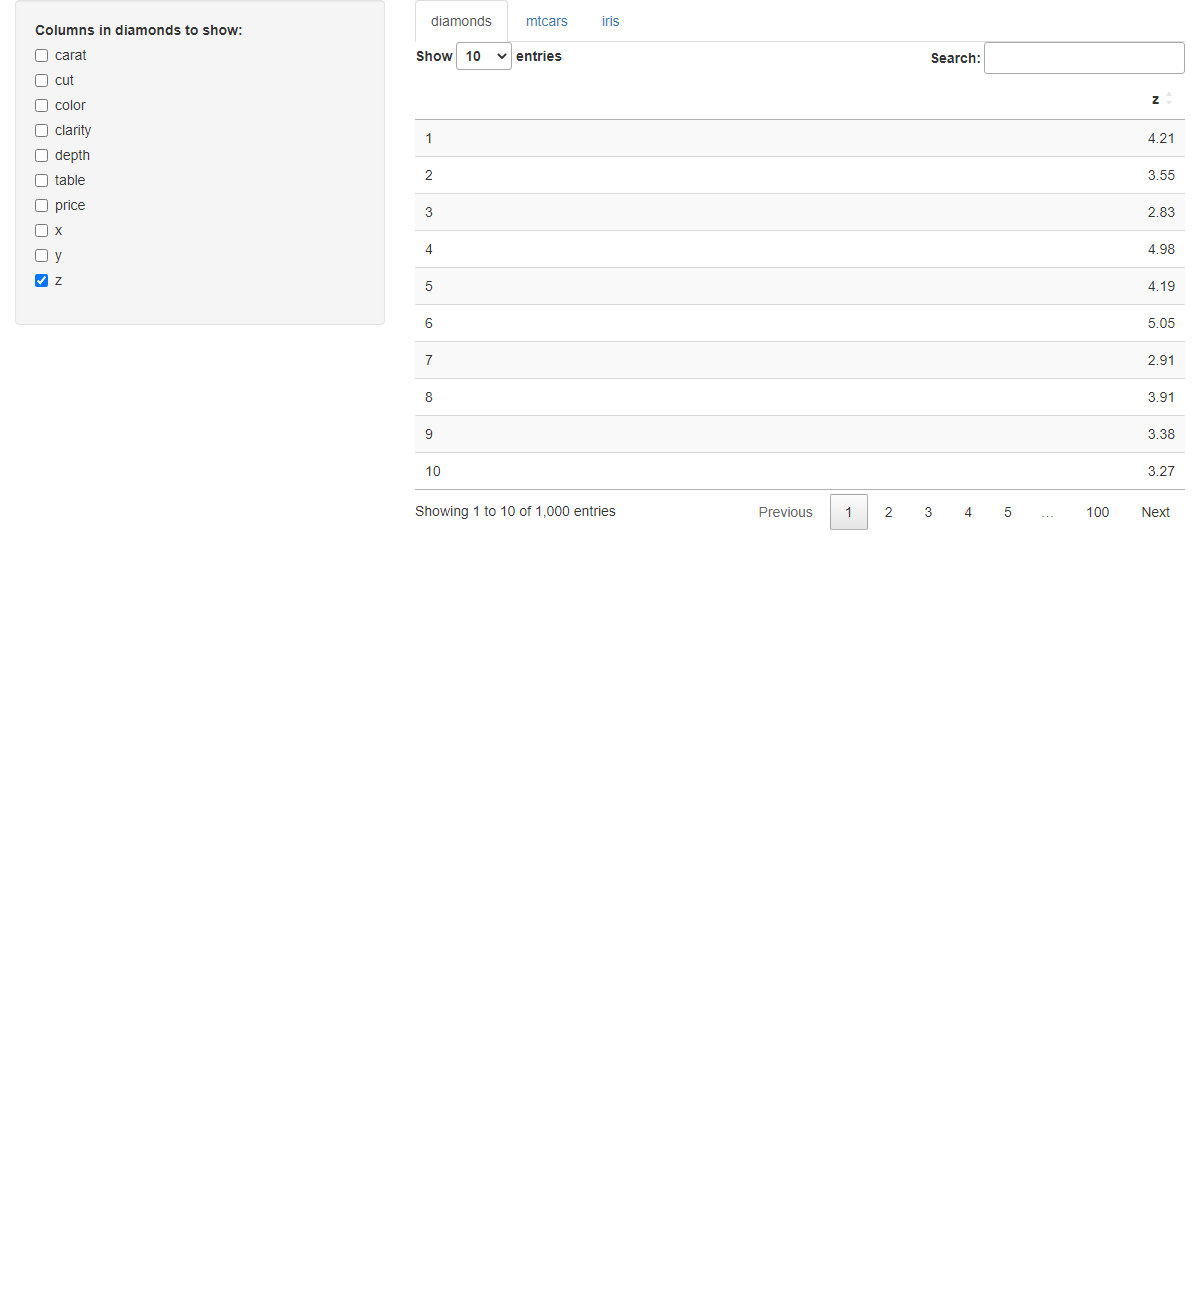 Columns in diamonds to show:
carat
cut
color
clarity
depth
table
price
x
y
z
diamonds mtcars iris
Show 10 entries Search:
z
1 4.21
2 3.55
3 2.83
4 4.98
5 4.19
6 5.05
7 2.91
8 3.91
9 3.38
10 3.27
Showing 1 to 10 of 1,000 entries Previous 1 2 3 4 5 … 100 Next